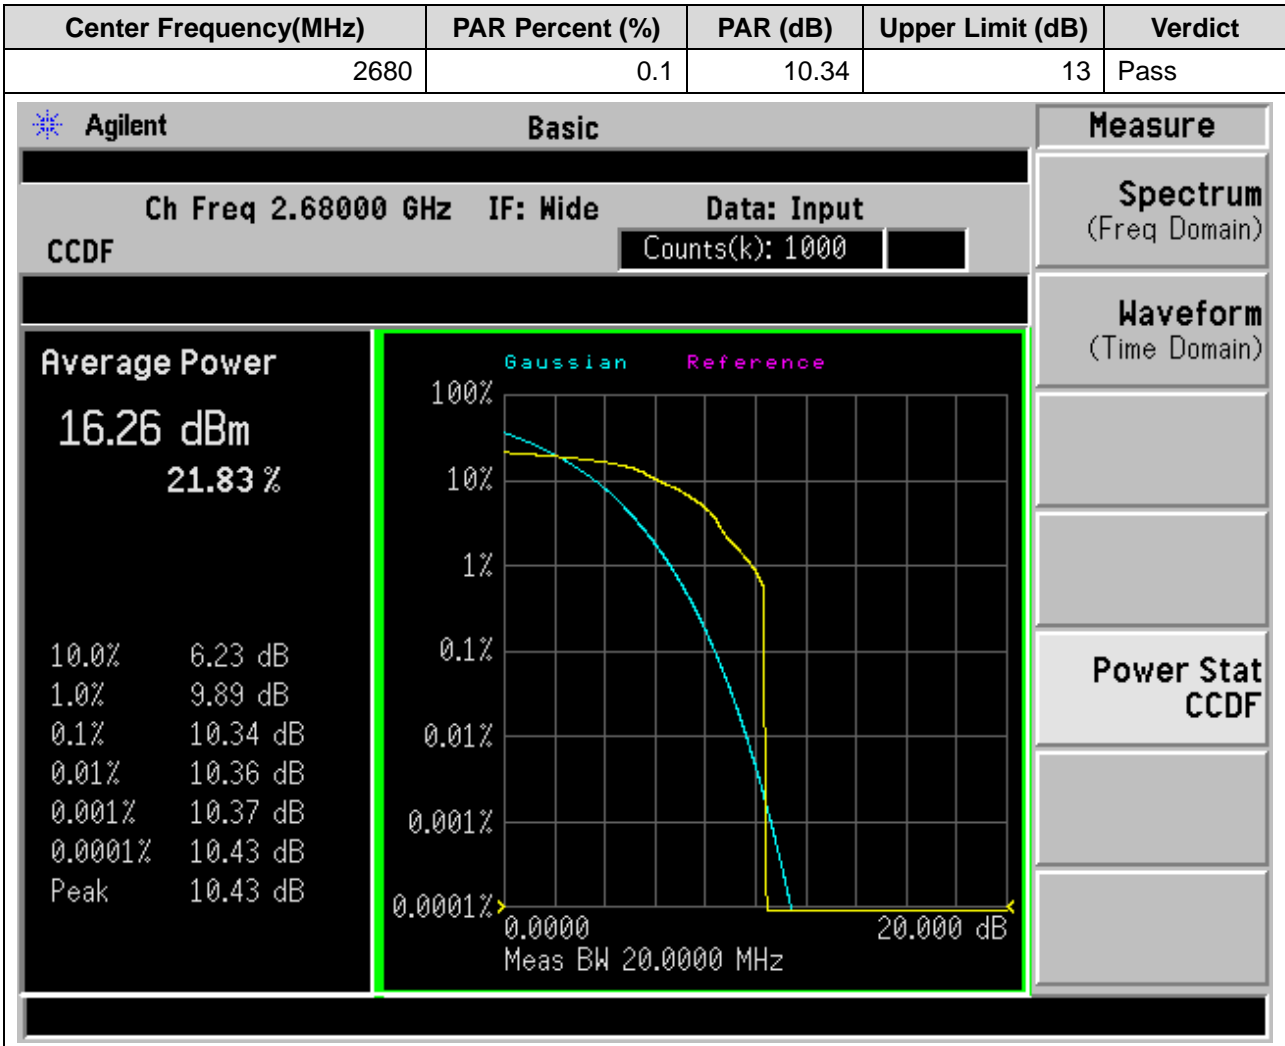 Center Frequency(MHz) PAR Percent (%) PAR (dB) Upper Limit (dB) Verdict
2680 0.1 10.34 13 Pass
Agilent Basic Measure
Ch Freq 2.68000 GHz IF: Wide Data: Input
CCDF Counts(k): 1000
Average Power
16.26 dBm
21.83 %
10.0% 6.23 dB
1.0% 9.89 dB
0.1% 10.34 dB
0.01% 10.36 dB
0.001% 10.37 dB
0.0001% 10.43 dB
Peak 10.43 dB
Gaussian Reference
100%
10%
1%
0.1%
0.01%
0.001%
0.0001%
0.0000 20.000 dB
Meas BW 20.0000 MHz
Spectrum
(Freq Domain)
Waveform
(Time Domain)
Power Stat
CCDF